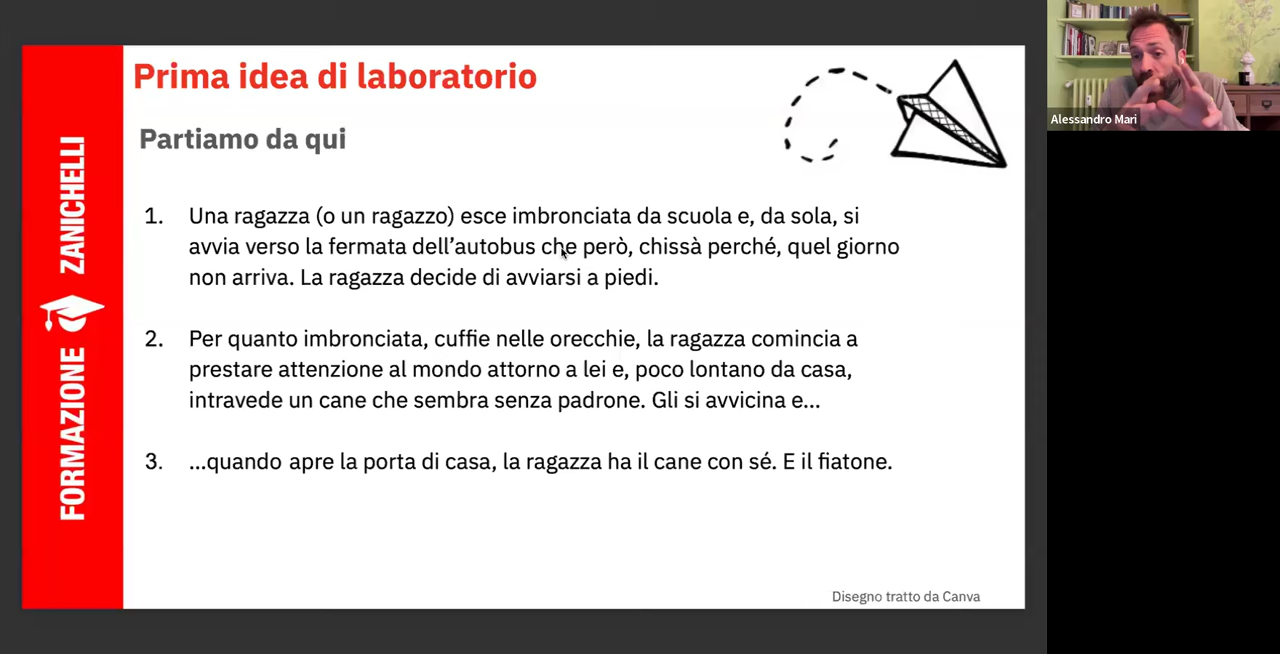 Prima idea di laboratorio
Partiamo da qui
1. Una ragazza (o un ragazzo) esce imbronciata da scuola e, da sola, si
avvia verso la fermata dell’autobus che però, chissà perché, quel giorno
non arriva. La ragazza decide di avviarsi a piedi.
2. Per quanto imbronciata, cuffie nelle orecchie, la ragazza comincia a
prestare attenzione al mondo attorno a lei e, poco lontano da casa,
intravede un cane che sembra senza padrone. Gli si avvicina e...
3. ...quando apre la porta di casa, la ragazza ha il cane con sé. E il fiatone.
Disegno tratto da Canva
FORMAZIONE ZANICHELLI
Alessandro Mari